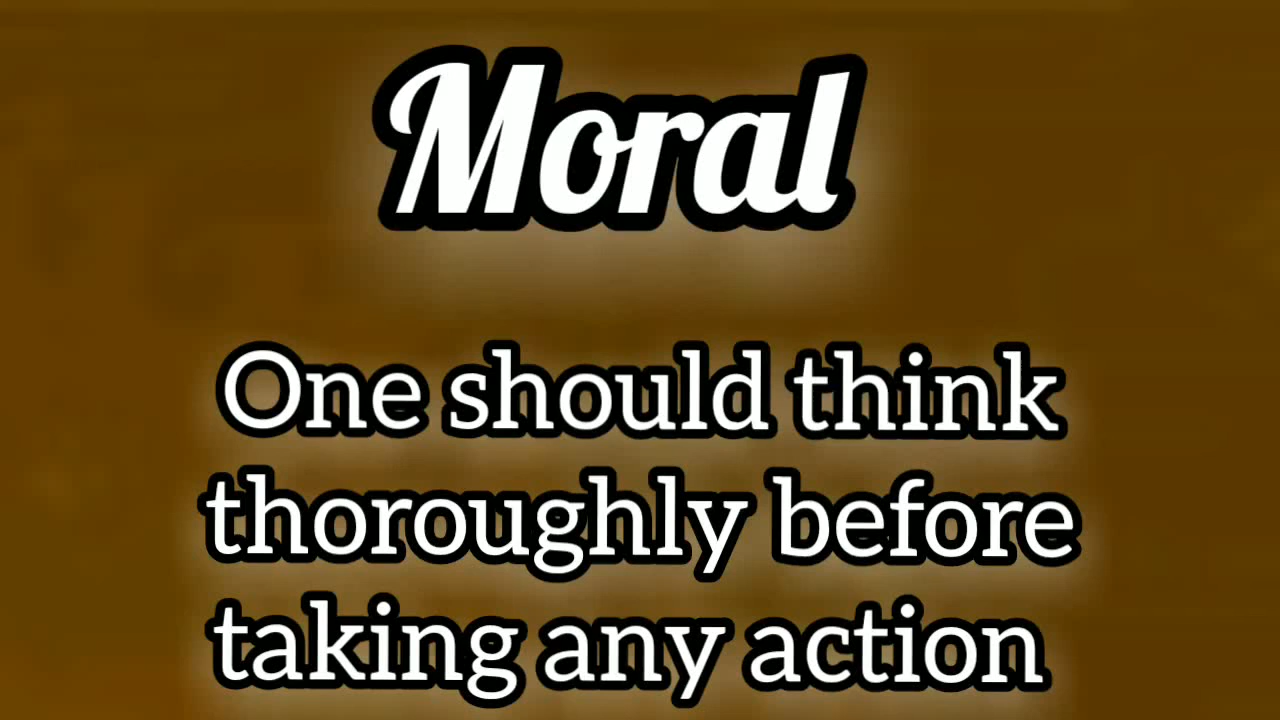 Moral
One should think
thoroughly before
taking any action